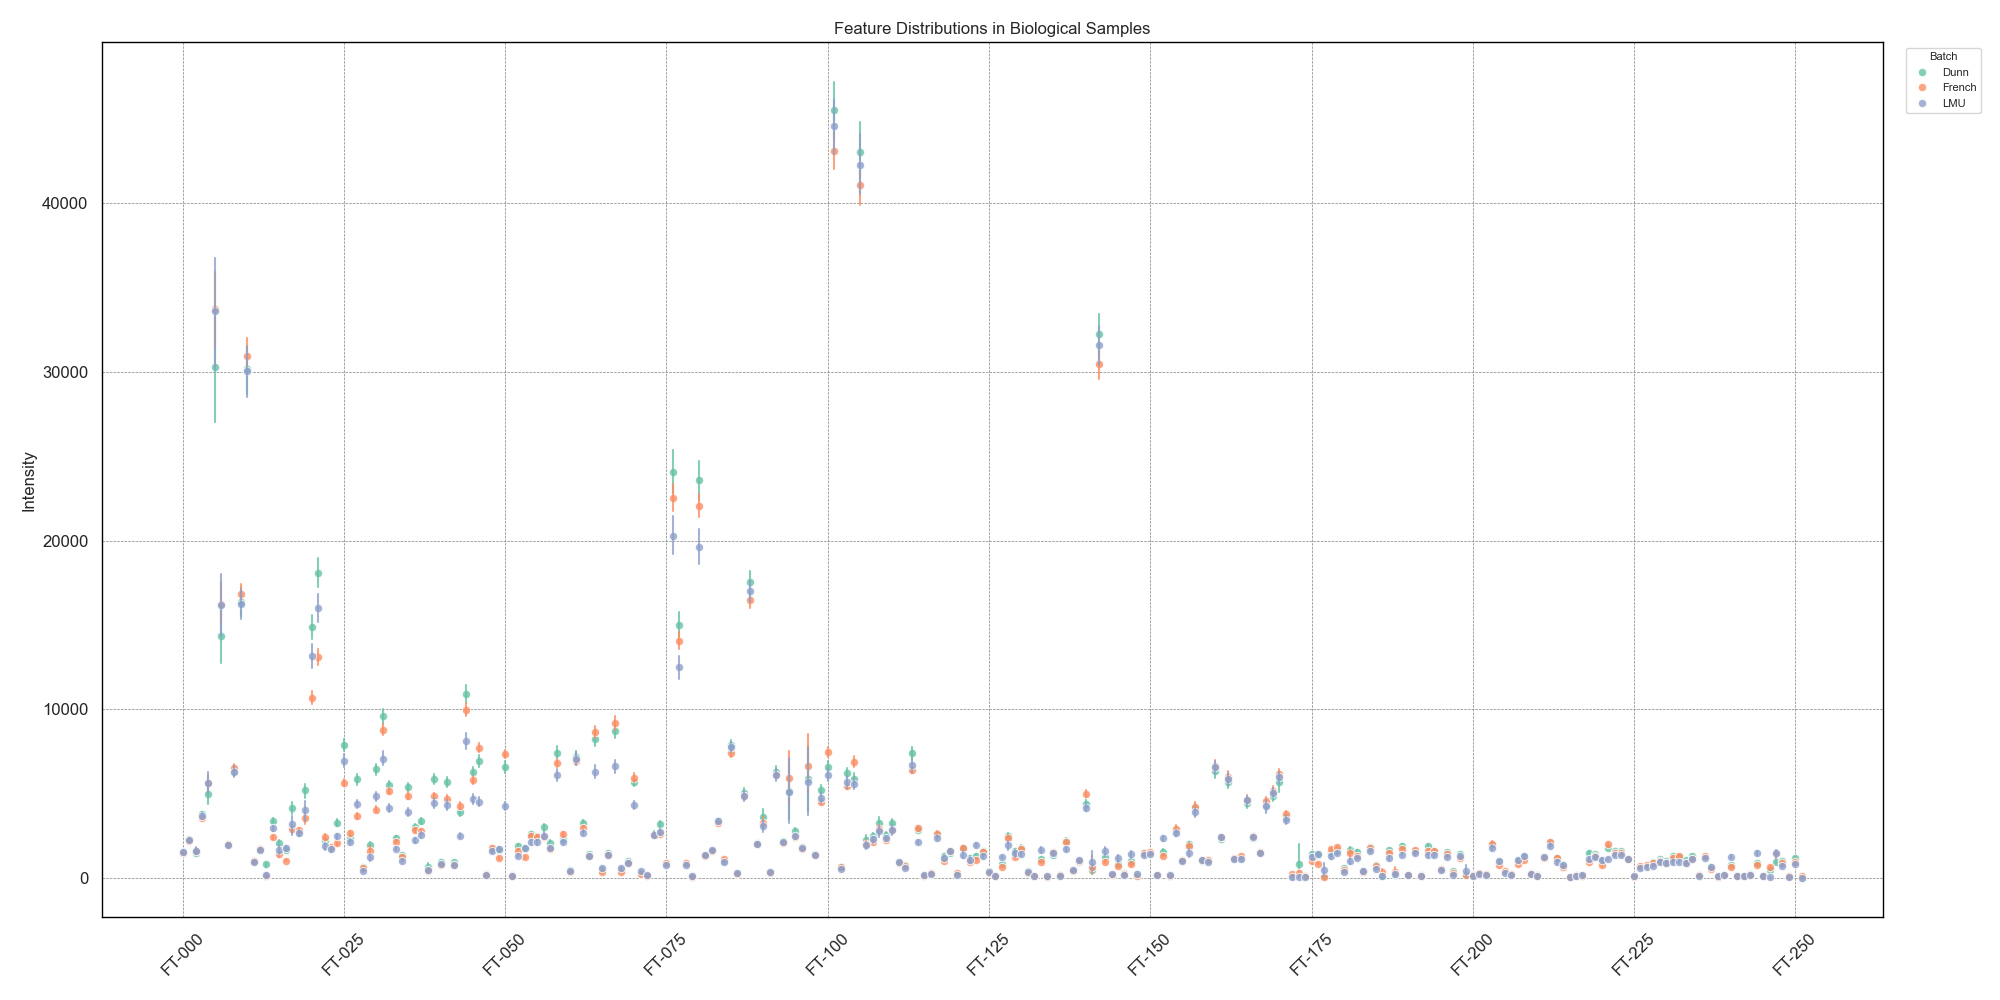 Feature Distributions in Biological Samples
Batch
Dunn
French
LMU
Intensity
40000
30000
20000
10000
0
FT-000
FT-025
FT-050
FT-075
FT-100
FT-125
FT-150
FT-175
FT-200
FT-225
FT-250